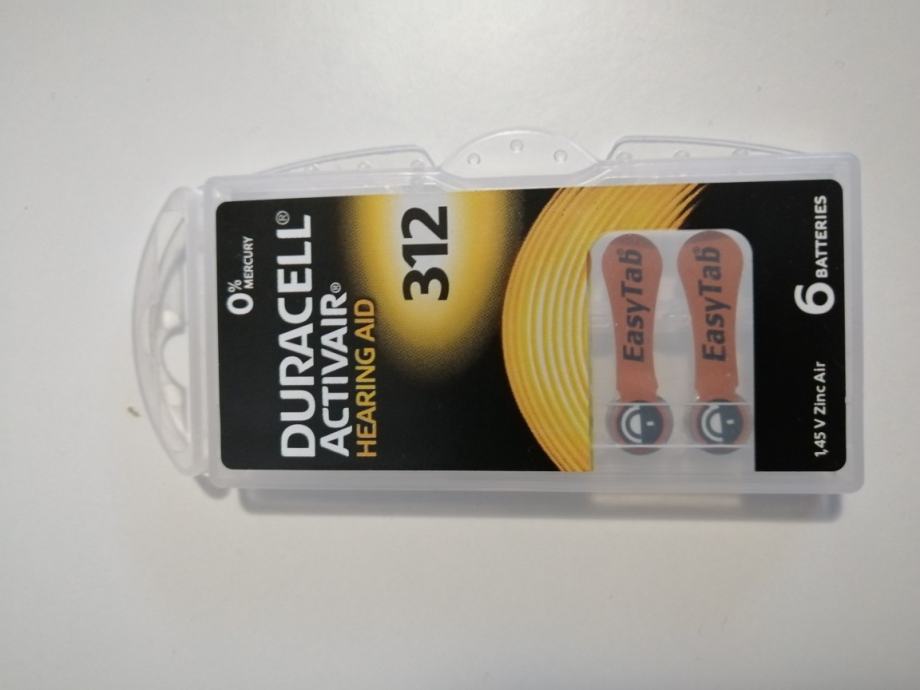 0% MERCURY
DURACELL®
ACTIVAIR®
HEARING AID
312
EasyTab®
EasyTab®
1,45 V Zinc Air
6 BATTERIES